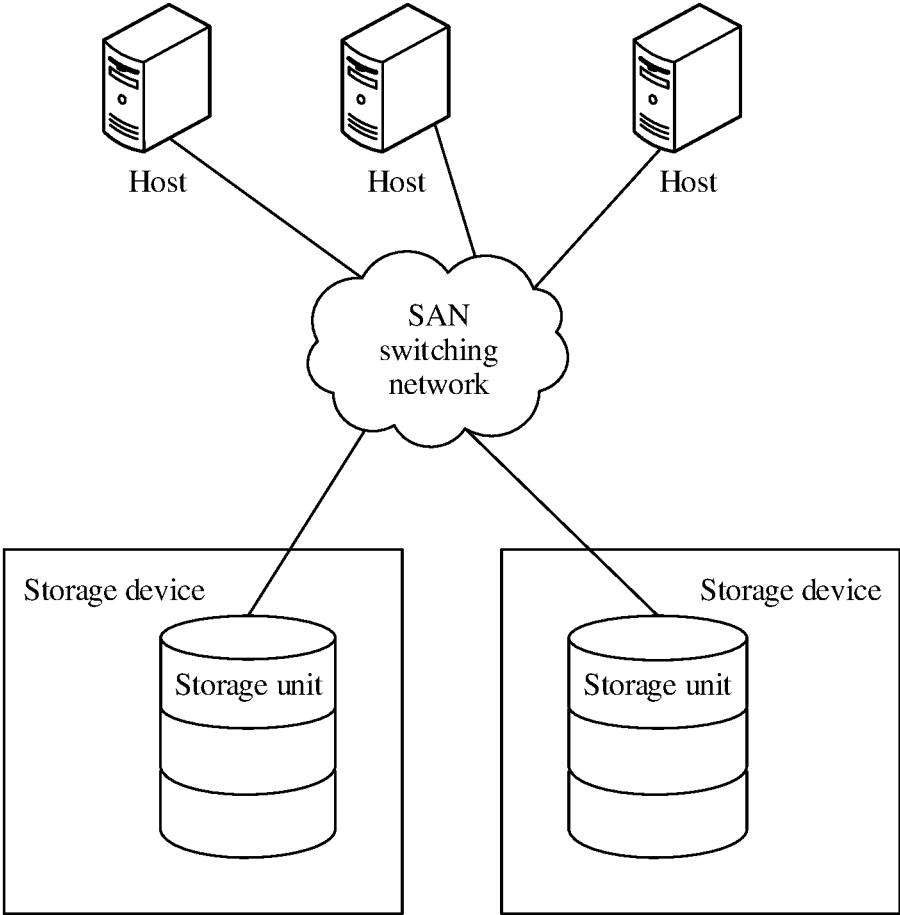 Host
Host
Host
SAN
switching
network
Storage device
Storage device
Storage unit
Storage unit